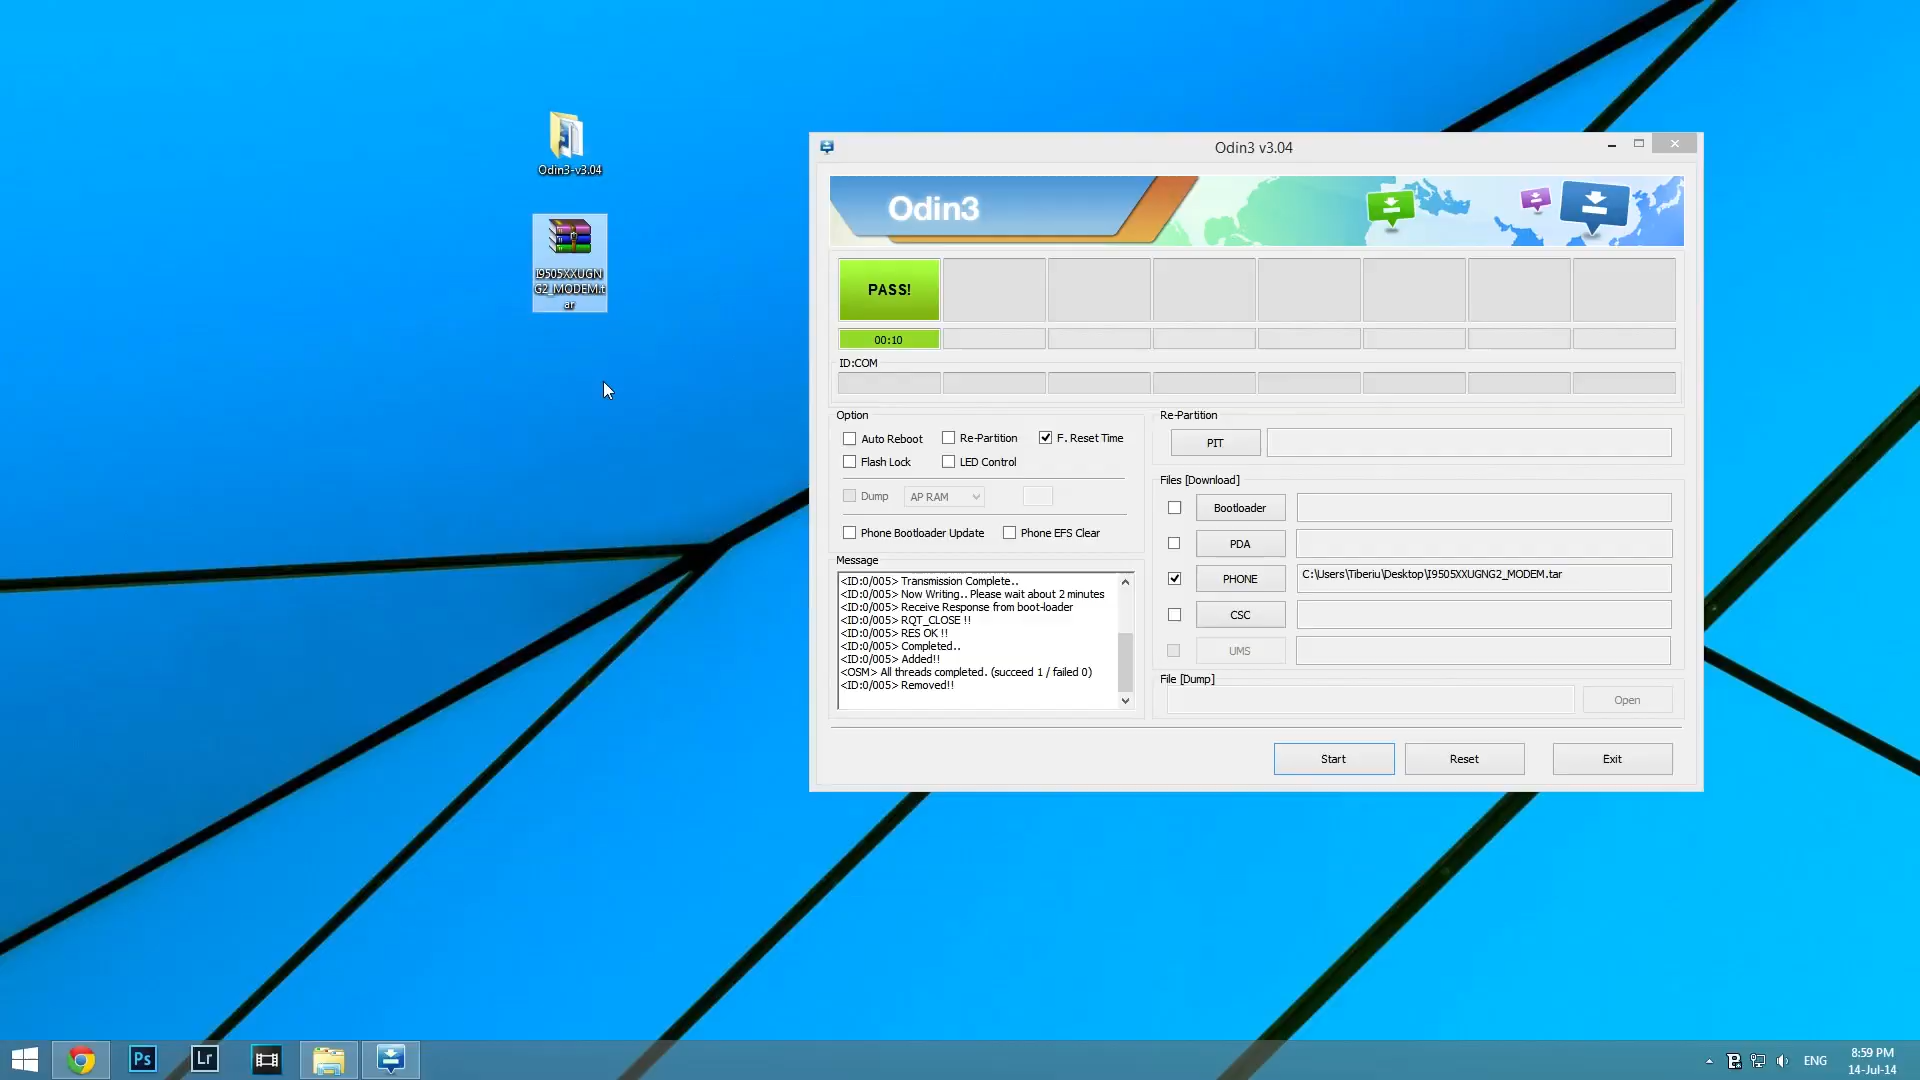 Odin3-v3.04
I9505XXUGN
G2_MODEM.t
ar
Odin3 v3.04
Odin3
PASS!
00:10
ID:COM
Option
Auto Reboot
Re-Partition
F. Reset Time
Flash Lock
LED Control
Dump
AP RAM
Phone Bootloader Update
Phone EFS Clear
Message
<ID:0/005> Transmission Complete..
<ID:0/005> Now Writing.. Please wait about 2 minutes
<ID:0/005> Receive Response from boot-loader
<ID:0/005> RQT_CLOSE !!
<ID:0/005> RES OK !!
<ID:0/005> Completed..
<ID:0/005> Added!!
<OSM> All threads completed. (succeed 1 / failed 0)
<ID:0/005> Removed!!
Re-Partition
PIT
Files [Download]
Bootloader
PDA
PHONE
C:\Users\Tiberiu\Desktop\I9505XXUGNG2_MODEM.tar
CSC
UMS
File [Dump]
Open
Start
Reset
Exit
Ps
Lr
ENG
8:59 PM
14-Jul-14